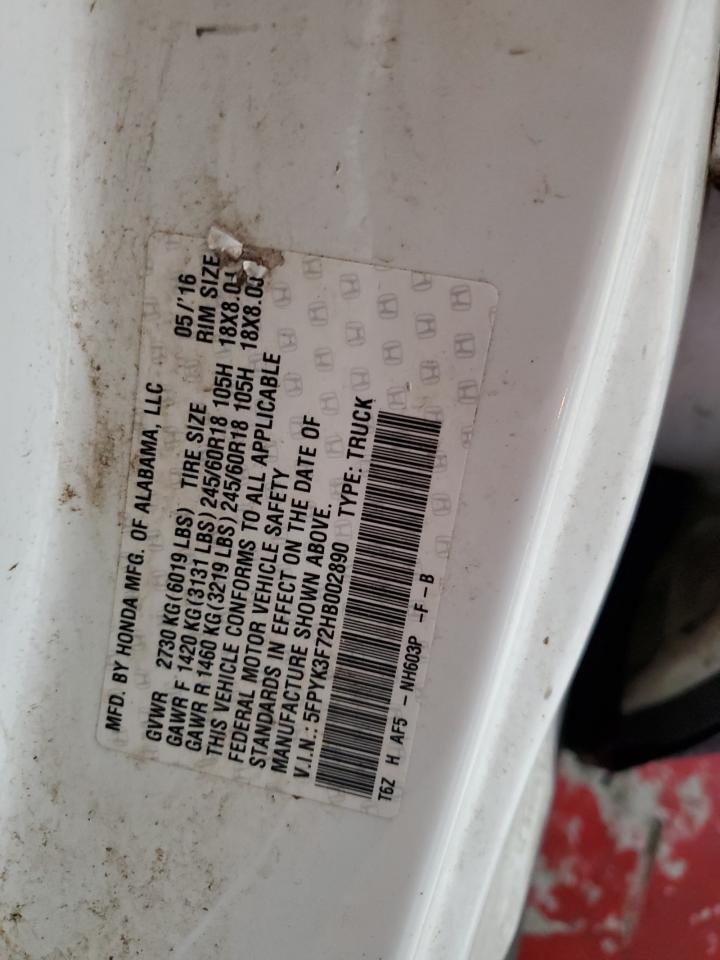 MFD. BY HONDA MFG. OF ALABAMA, LLC 05/'16
GVWR 2730 KG (6019 LBS) TIRE SIZE RIM SIZE
GAWR F 1420 KG (3131 LBS) 245/60R18 105H 18X8.0J
GAWR R 1460 KG (3219 LBS) 245/60R18 105H 18X8.0J
THIS VEHICLE CONFORMS TO ALL APPLICABLE
FEDERAL MOTOR VEHICLE SAFETY
STANDARDS IN EFFECT ON THE DATE OF
MANUFACTURE SHOWN ABOVE.
V.I.N.: 5FPYK3F72HB002890 TYPE: TRUCK
T6Z H AF5 - NH603P -F-B